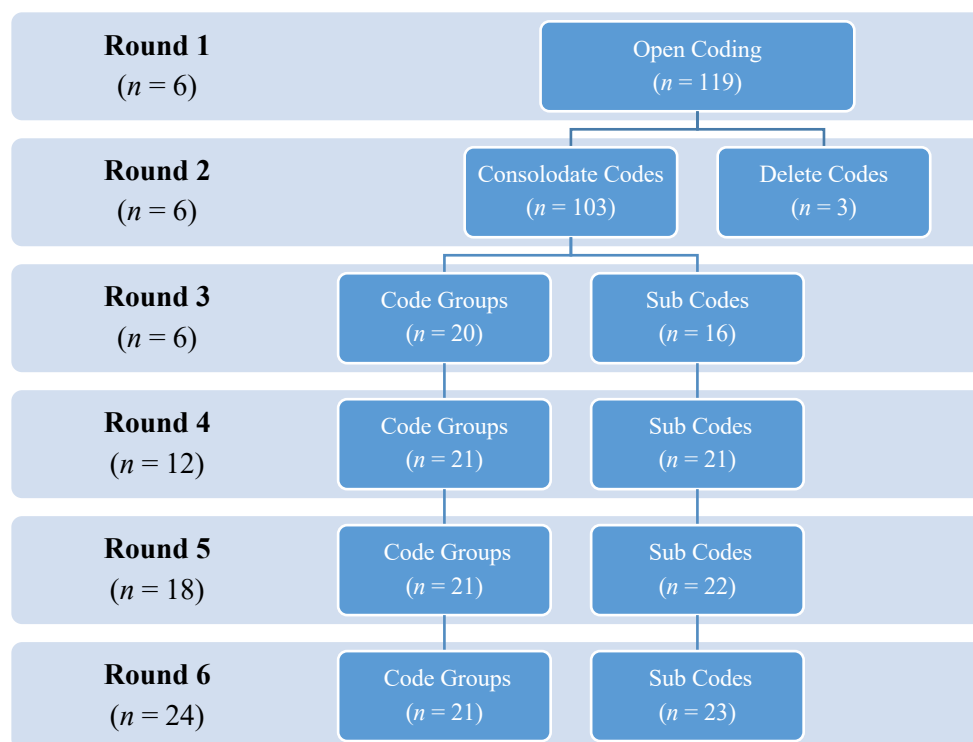 Round 1
(n = 6)
Open Coding
(n = 119)
Round 2
(n = 6)
Consolodate Codes
(n = 103)
Delete Codes
(n = 3)
Round 3
(n = 6)
Code Groups
(n = 20)
Sub Codes
(n = 16)
Round 4
(n = 12)
Code Groups
(n = 21)
Sub Codes
(n = 21)
Round 5
(n = 18)
Code Groups
(n = 21)
Sub Codes
(n = 22)
Round 6
(n = 24)
Code Groups
(n = 21)
Sub Codes
(n = 23)